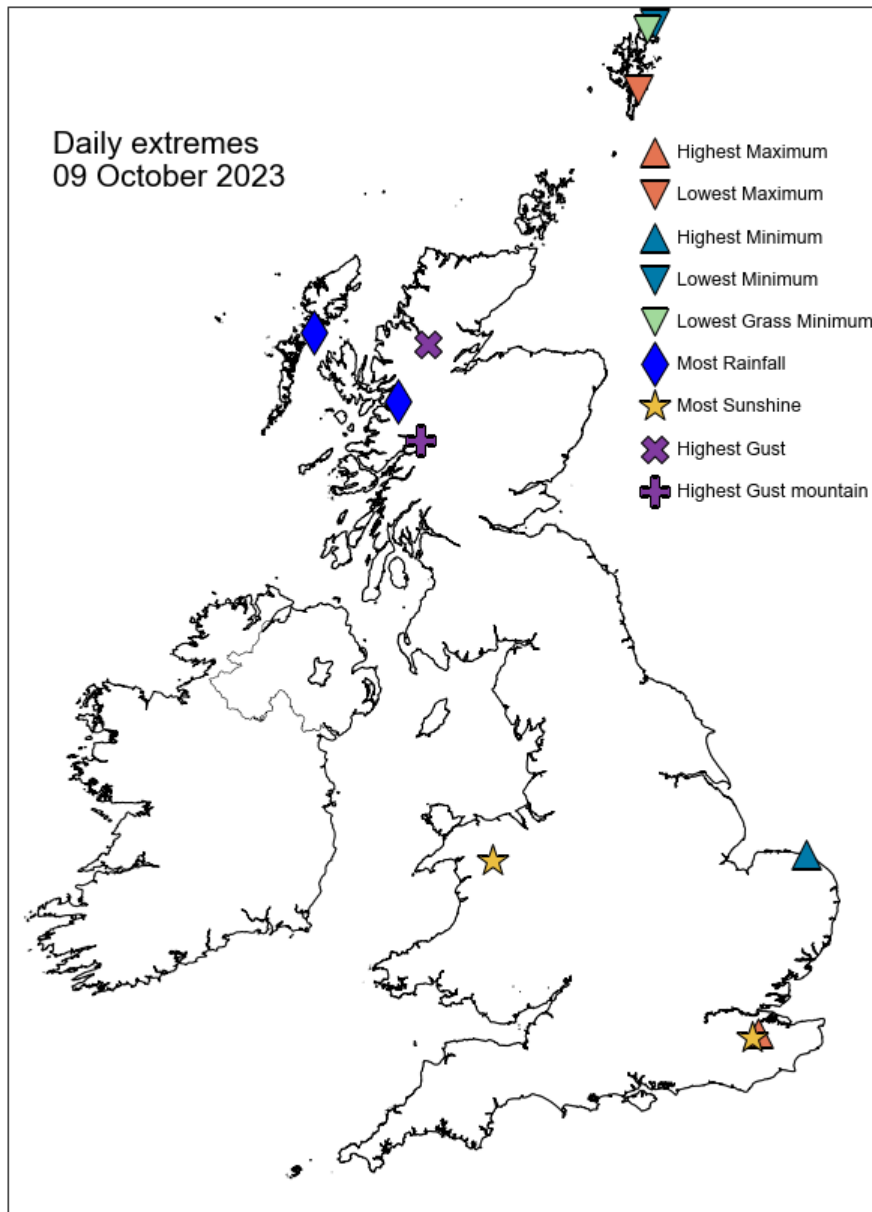 Daily extremes
09 October 2023
Highest Maximum
Lowest Maximum
Highest Minimum
Lowest Minimum
Lowest Grass Minimum
Most Rainfall
Most Sunshine
Highest Gust
Highest Gust mountain